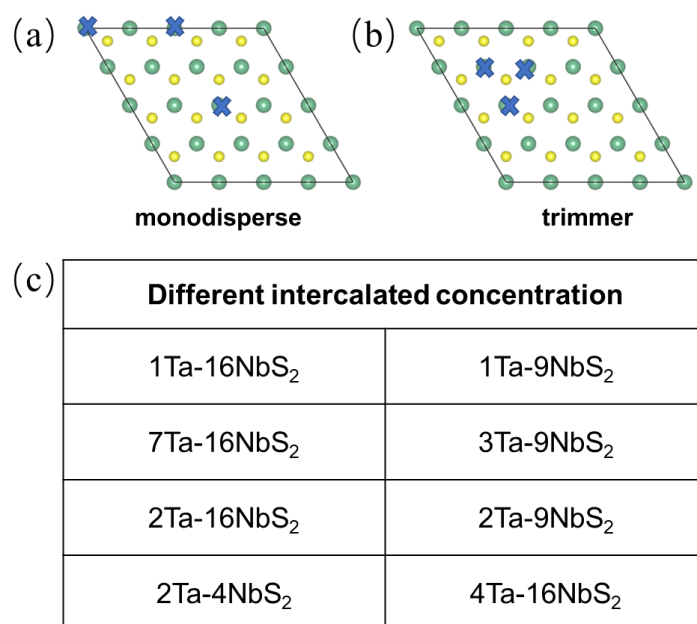 (a)
(b)
monodisperse
trimmer
(c)
Different intercalated concentration
1Ta-16NbS₂
1Ta-9NbS₂
7Ta-16NbS₂
3Ta-9NbS₂
2Ta-16NbS₂
2Ta-9NbS₂
2Ta-4NbS₂
4Ta-16NbS₂